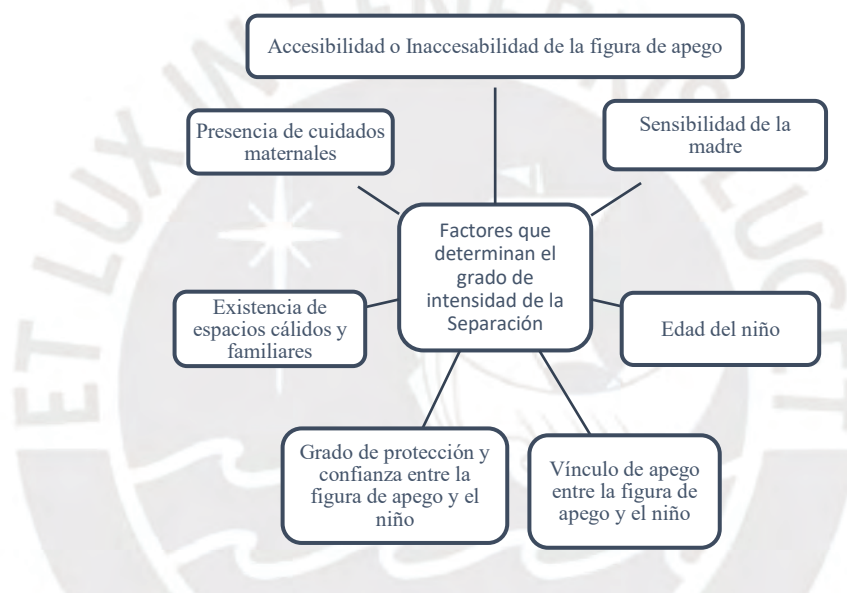 Accesibilidad o Inaccesabilidad de la figura de apego
Presencia de cuidados
maternales
Sensibilidad de la
madre
Factores que
determinan el
grado de
intensidad de la
Separación
Existencia de
espacios cálidos y
familiares
Edad del niño
Grado de protección y
confianza entre la
figura de apego y el
niño
Vínculo de apego
entre la figura de
apego y el niño